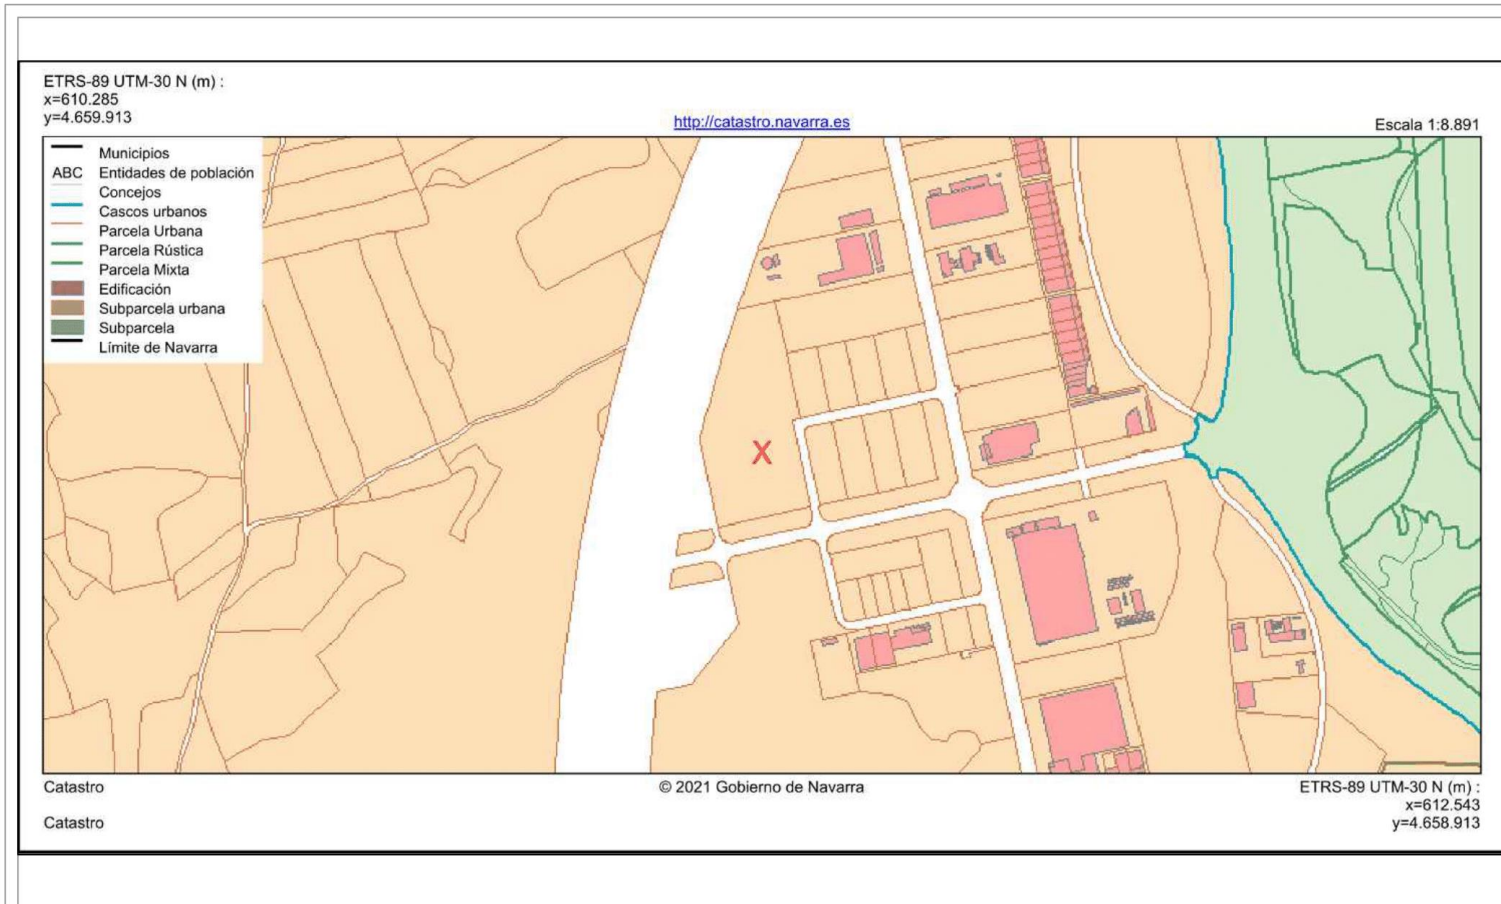 ETRS-89 UTM-30 N (m) :
x=610.285
y=4.659.913
http://catastro.navarra.es
Escala 1:8.891
Municipios
ABC Entidades de población
Concejos
Cascos urbanos
Parcela Urbana
Parcela Rústica
Parcela Mixta
Edificación
Subparcela urbana
Subparcela
Límite de Navarra
X
Catastro
© 2021 Gobierno de Navarra
ETRS-89 UTM-30 N (m) :
x=612.543
Catastro
y=4.658.913